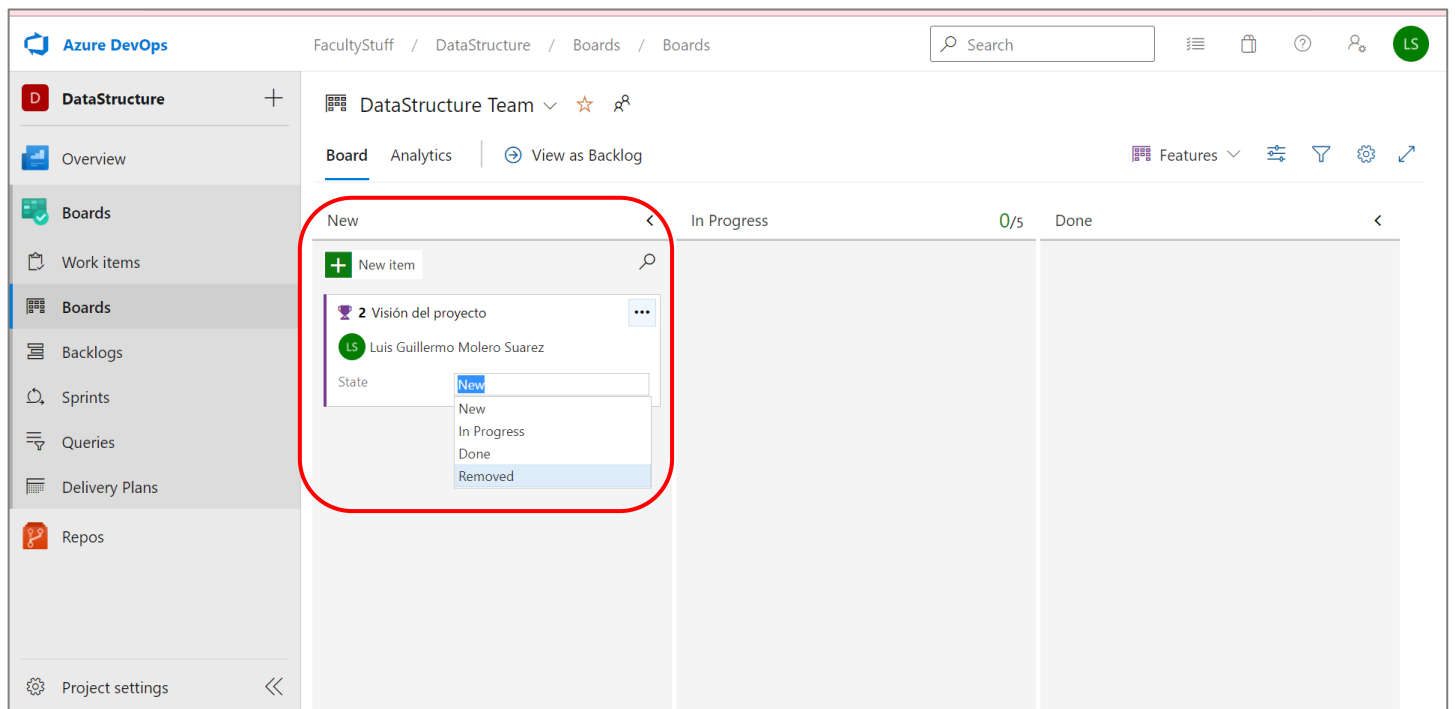 Azure DevOps
FacultyStuff / DataStructure / Boards / Boards
Search
LS
D DataStructure
DataStructure Team
Overview
Board Analytics View as Backlog
Features
Boards
New
In Progress 0/5
Done
Work items
New item
Boards
2 Visión del proyecto
LS Luis Guillermo Molero Suarez
Backlogs
State New
Sprints
New
In Progress
Queries
Done
Removed
Delivery Plans
Repos
Project settings